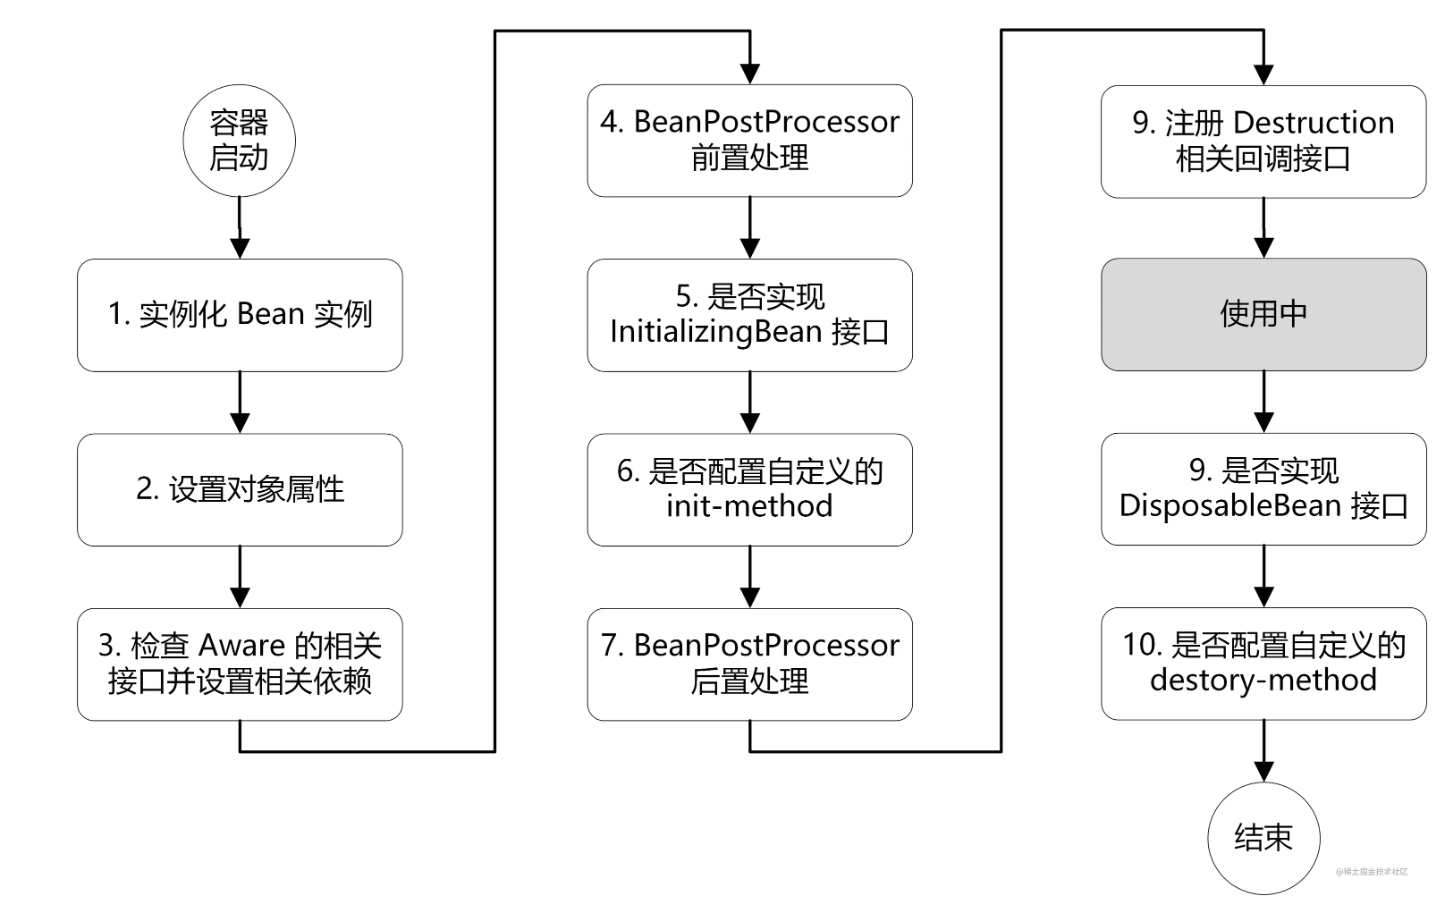 容器
启动
1. 实例化 Bean 实例
2. 设置对象属性
3. 检查 Aware 的相关
接口并设置相关依赖
4. BeanPostProcessor
前置处理
5. 是否实现
InitializingBean 接口
6. 是否配置自定义的
init-method
7. BeanPostProcessor
后置处理
9. 注册 Destruction
相关回调接口
使用中
9. 是否实现
DisposableBean 接口
10. 是否配置自定义的
destory-method
结束
@稀土掘金技术社区